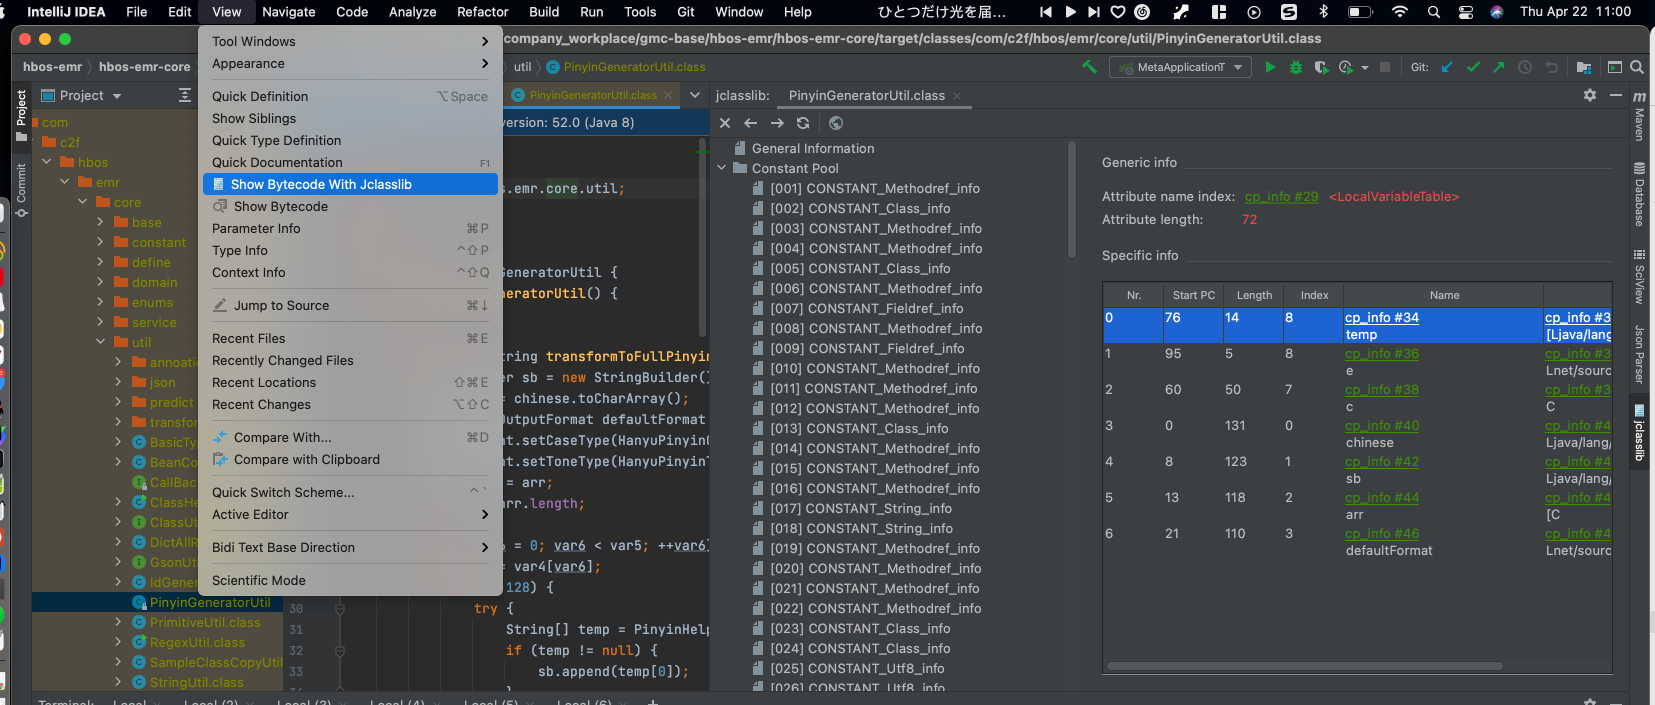 IntelliJ IDEA File Edit View Navigate Code Analyze Refactor Build Run Tools Git Window Help ひとつだけ光を届... Thu Apr 22 11:00
company_workplace/gmc-base/hbos-emr/hbos-emr-core/target/classes/com/c2f/hbos/emr/core/util/PinyinGeneratorUtil.class
hbos-emr hbos-emr-core util PinyinGeneratorUtil.class MetaApplicationT Git:
Project
Commit
Project
com
c2f
hbos
emr
core
base
constant
define
domain
enums
service
util
annoatio
json
predict
transfor
BasicTy
BeanCo
CallBac
ClassHe
ClassUt
DictAllR
GsonUt
IdGener
PinyinGeneratorUtil
PrimitiveUtil.class
RegexUtil.class
SampleClassCopyUtil
StringUtil.class
Tool Windows
Appearance
Quick Definition ⌥Space
Show Siblings
Quick Type Definition
Quick Documentation F1
Show Bytecode With Jclasslib
Show Bytecode
Parameter Info ⌘P
Type Info ⌃⇧P
Context Info ⌃⇧Q
Jump to Source ⌘↓
Recent Files ⌘E
Recently Changed Files
Recent Locations ⇧⌘E
Recent Changes ⌥⇧C
Compare With... ⌘D
Compare with Clipboard
Quick Switch Scheme... ⌃`
Active Editor
Bidi Text Base Direction
Scientific Mode
PinyinGeneratorUtil.class
version: 52.0 (Java 8)
s.emr.core.util;
GeneratorUtil {
neratorUtil() {
tring transformToFullPinyin
er sb = new StringBuilder()
= chinese.toCharArray();
OutputFormat defaultFormat
at.setCaseType(HanyuPinyinC
at.setToneType(HanyuPinyinT
= arr;
arr.length;
6 = 0; var6 < var5; ++var6)
= var4[var6];
128) {
30 try {
31 String[] temp = PinyinHelp
32 if (temp != null) {
33 sb.append(temp[0]);
}
jclasslib: PinyinGeneratorUtil.class
General Information
Constant Pool
[001] CONSTANT_Methodref_info
[002] CONSTANT_Class_info
[003] CONSTANT_Methodref_info
[004] CONSTANT_Methodref_info
[005] CONSTANT_Class_info
[006] CONSTANT_Methodref_info
[007] CONSTANT_Fieldref_info
[008] CONSTANT_Methodref_info
[009] CONSTANT_Fieldref_info
[010] CONSTANT_Methodref_info
[011] CONSTANT_Methodref_info
[012] CONSTANT_Methodref_info
[013] CONSTANT_Class_info
[014] CONSTANT_Methodref_info
[015] CONSTANT_Methodref_info
[016] CONSTANT_Methodref_info
[017] CONSTANT_String_info
[018] CONSTANT_String_info
[019] CONSTANT_Methodref_info
[020] CONSTANT_Methodref_info
[021] CONSTANT_Methodref_info
[022] CONSTANT_Methodref_info
[023] CONSTANT_Class_info
[024] CONSTANT_Class_info
[025] CONSTANT_Utf8_info
[026] CONSTANT_Utf8_info
Generic info
Attribute name index: cp_info #29 <LocalVariableTable>
Attribute length: 72
Specific info
Nr. Start PC Length Index Name
0 76 14 8 cp_info #34 cp_info #3
temp [Ljava/lang
1 95 5 8 cp_info #36 cp_info #3
e Lnet/sourc
2 60 50 7 cp_info #38 cp_info #3
c C
3 0 131 0 cp_info #40 cp_info #4
chinese Ljava/lang/
4 8 123 1 cp_info #42 cp_info #4
sb Ljava/lang/
5 13 118 2 cp_info #44 cp_info #4
arr [C
6 21 110 3 cp_info #46 cp_info #4
defaultFormat Lnet/sourc
Maven
Database
SciView
Json Parser
jclasslib
Terminal: Local Local (2) Local (3) Local (4) Local (5) Local (6)